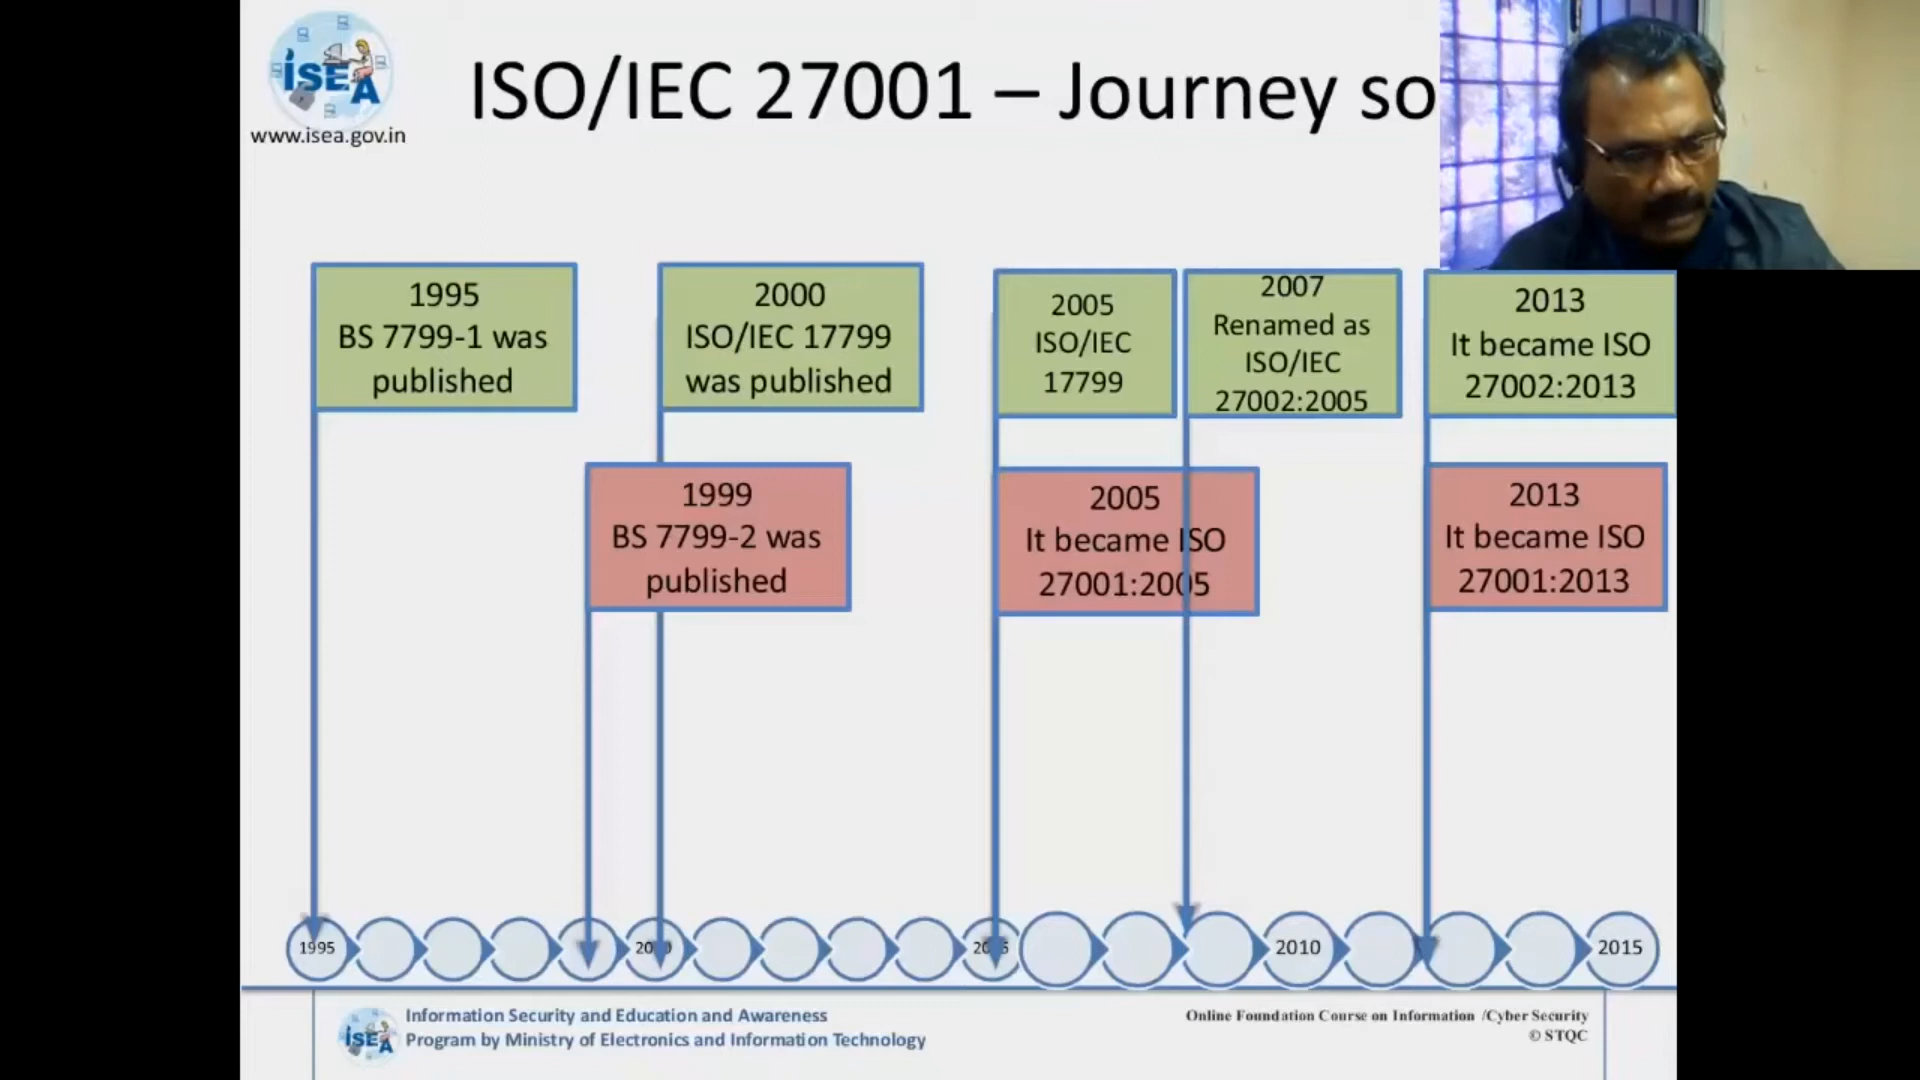 iSEA
www.isea.gov.in
ISO/IEC 27001 – Journey so
1995
BS 7799-1 was
published
2000
ISO/IEC 17799
was published
2005
ISO/IEC
17799
2007
Renamed as
ISO/IEC
27002:2005
2013
It became ISO
27002:2013
1999
BS 7799-2 was
published
2005
It became ISO
27001:2005
2013
It became ISO
27001:2013
1995
2000
2005
2010
2015
iSEA
Information Security and Education and Awareness
Program by Ministry of Electronics and Information Technology
Online Foundation Course on Information /Cyber Security
© STQC